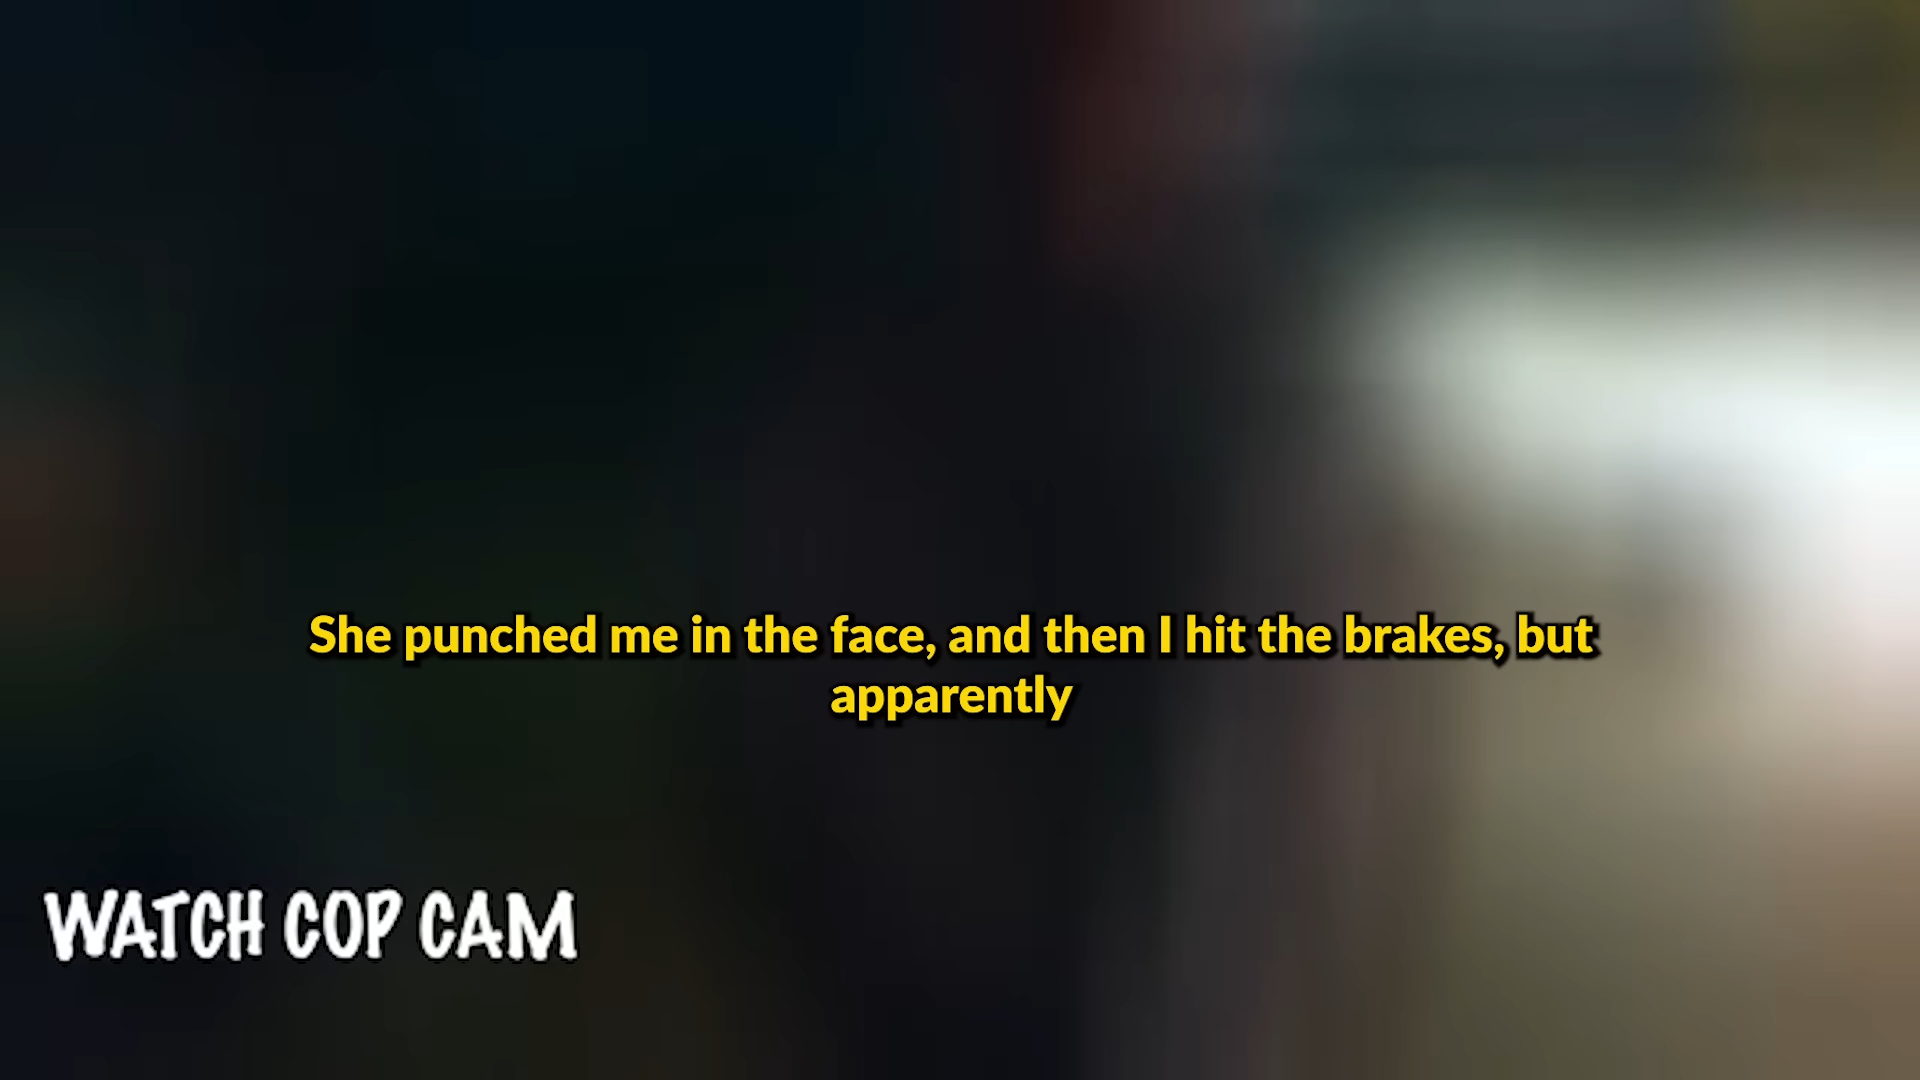 She punched me in the face, and then I hit the brakes, but
apparently
WATCH COP CAM